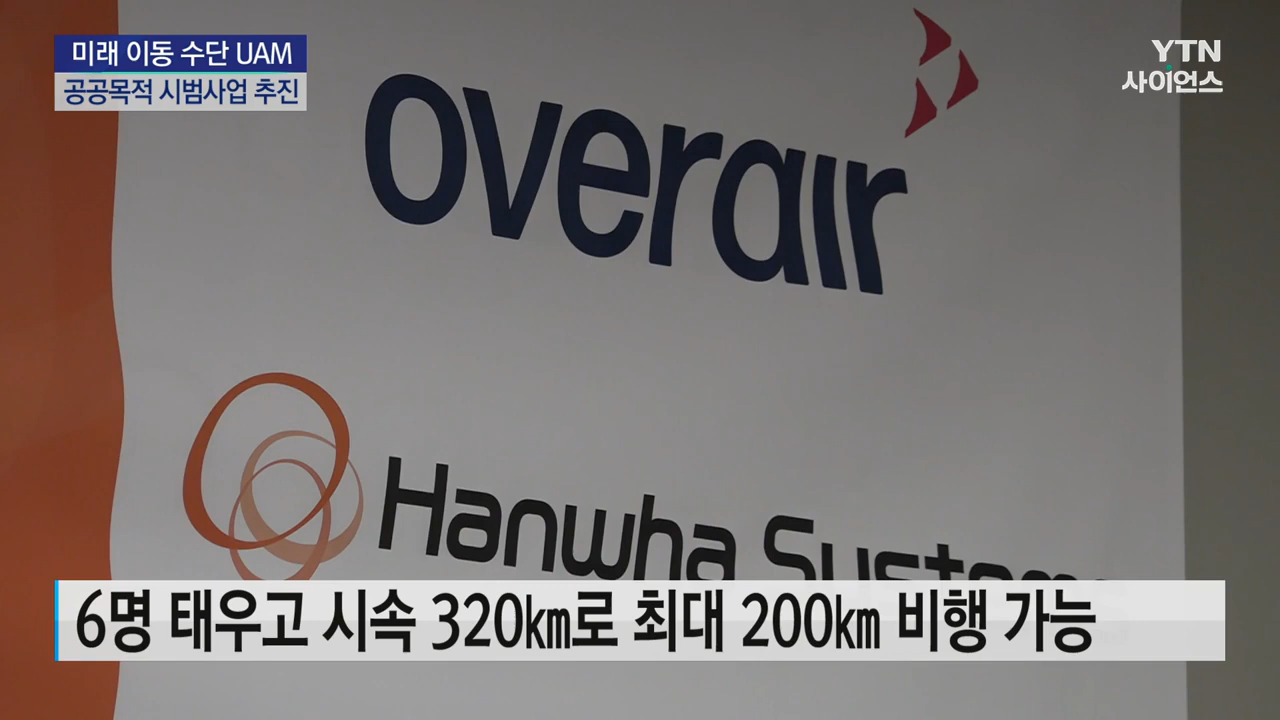 미래 이동 수단 UAM
공공목적 시범사업 추진
YTN
사이언스
overair
Hanwha Systems
6명 태우고 시속 320㎞로 최대 200㎞ 비행 가능